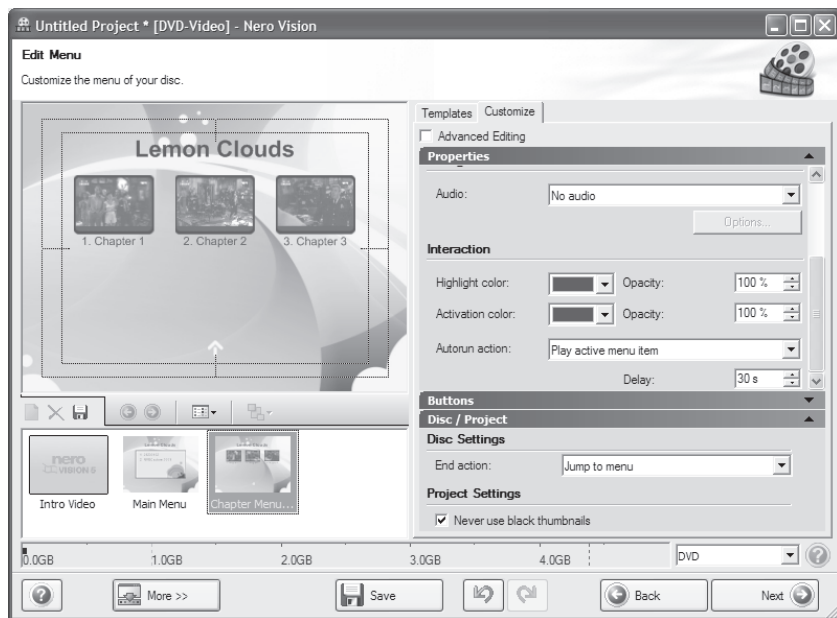 Untitled Project * [DVD-Video] - Nero Vision
Edit Menu
Customize the menu of your disc.
Lemon Clouds
1. Chapter 1
2. Chapter 2
3. Chapter 3
Templates
Customize
Advanced Editing
Properties
Audio:
No audio
Options...
Interaction
Highlight color:
Opacity:
100 %
Activation color:
Opacity:
100 %
Autorun action:
Play active menu item
Delay:
30 s
Buttons
Disc / Project
Disc Settings
End action:
Jump to menu
Project Settings
Never use black thumbnails
nero
VISION 5
Intro Video
Main Menu
Chapter Menu...
0.0GB
1.0GB
2.0GB
3.0GB
4.0GB
DVD
More >>
Save
Back
Next